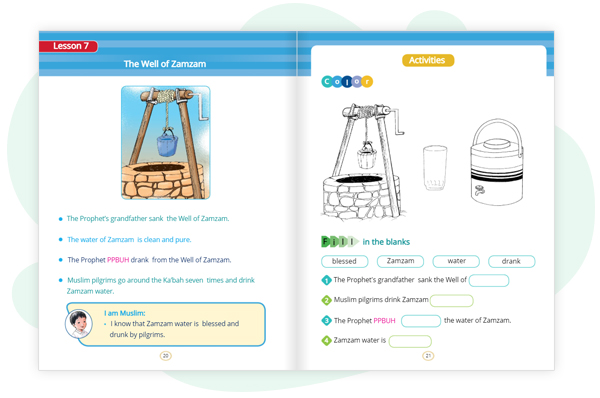 Lesson 7
The Well of Zamzam
The Prophet's grandfather sank the Well of Zamzam.
The water of Zamzam is clean and pure.
The Prophet PPBUH drank from the Well of Zamzam.
Muslim pilgrims go around the Ka'bah seven times and drink
Zamzam water.
I am Muslim:
- I know that Zamzam water is blessed and
drunk by pilgrims.
20
Activities
Color
Fill in the blanks
blessed Zamzam water drank
1 The Prophet's grandfather sank the Well of
2 Muslim pilgrims drink Zamzam
3 The Prophet PPBUH the water of Zamzam.
4 Zamzam water is
21